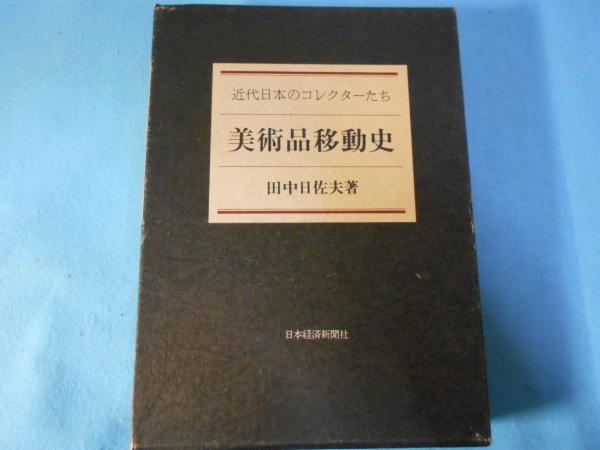 近代日本のコレクターたち
美術品移動史
田中日佐夫著
日本経済新聞社